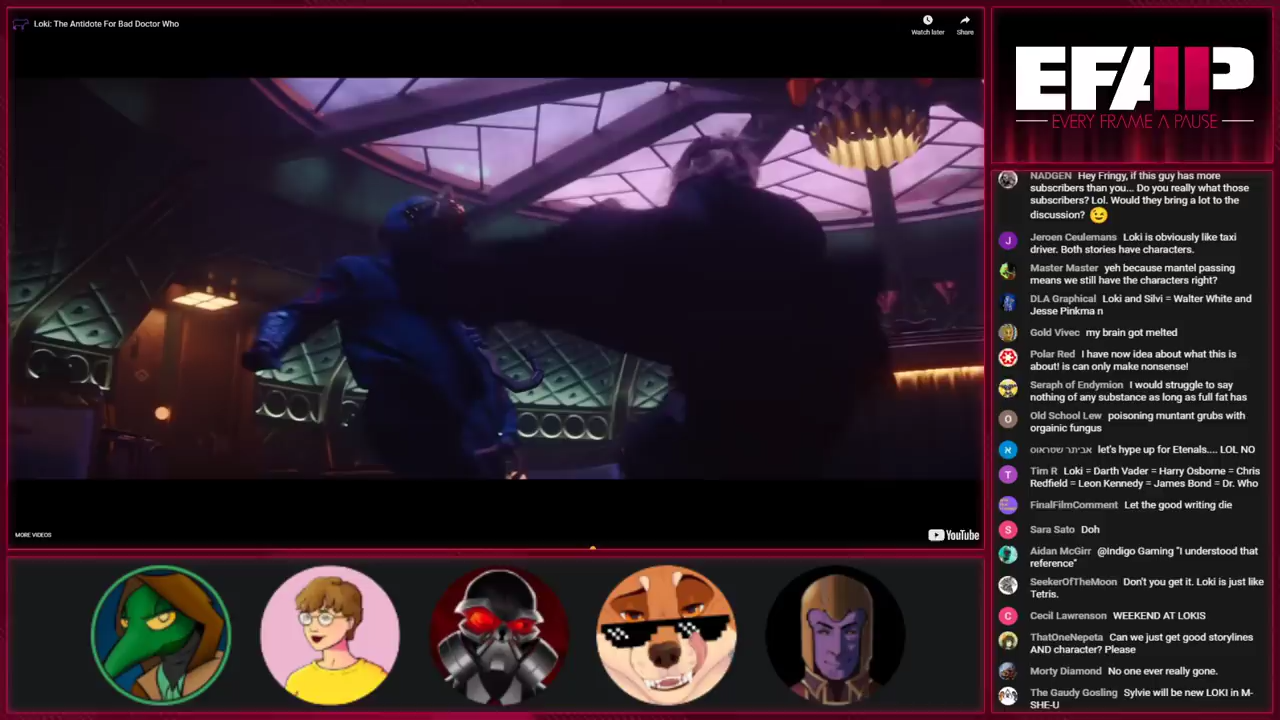 Loki: The Antidote For Bad Doctor Who
Watch later
Share
MORE VIDEOS
YouTube
EFAP
EVERY FRAME A PAUSE
NADGEN Hey Fringy, if this guy has more
subscribers than you... Do you really what those
subscribers? Lol. Would they bring a lot to the
discussion? 😉
J
Jeroen Ceulemans Loki is obviously like taxi
driver. Both stories have characters.
Master Master yeh because mantel passing
means we still have the characters right?
DLA Graphical Loki and Silvi = Walter White and
Jesse Pinkma n
Gold Vivec my brain got melted
Polar Red I have now idea about what this is
about! is can only make nonsense!
Seraph of Endymion I would struggle to say
nothing of any substance as long as full fat has
O
Old School Lew poisoning muntant grubs with
orgainic fungus
א
אביתר שטראוס let's hype up for Etenals.... LOL NO
T
Tim R Loki = Darth Vader = Harry Osborne = Chris
Redfield = Leon Kennedy = James Bond = Dr. Who
FinalFilmComment Let the good writing die
S
Sara Sato Doh
Aidan McGirr @Indigo Gaming "I understood that
reference"
SeekerOfTheMoon Don't you get it. Loki is just like
Tetris.
C
Cecil Lawrenson WEEKEND AT LOKIS
ThatOneNepeta Can we just get good storylines
AND character? Please
Morty Diamond No one ever really gone.
The Gaudy Gosling Sylvie will be new LOKI in M-
SHE-U